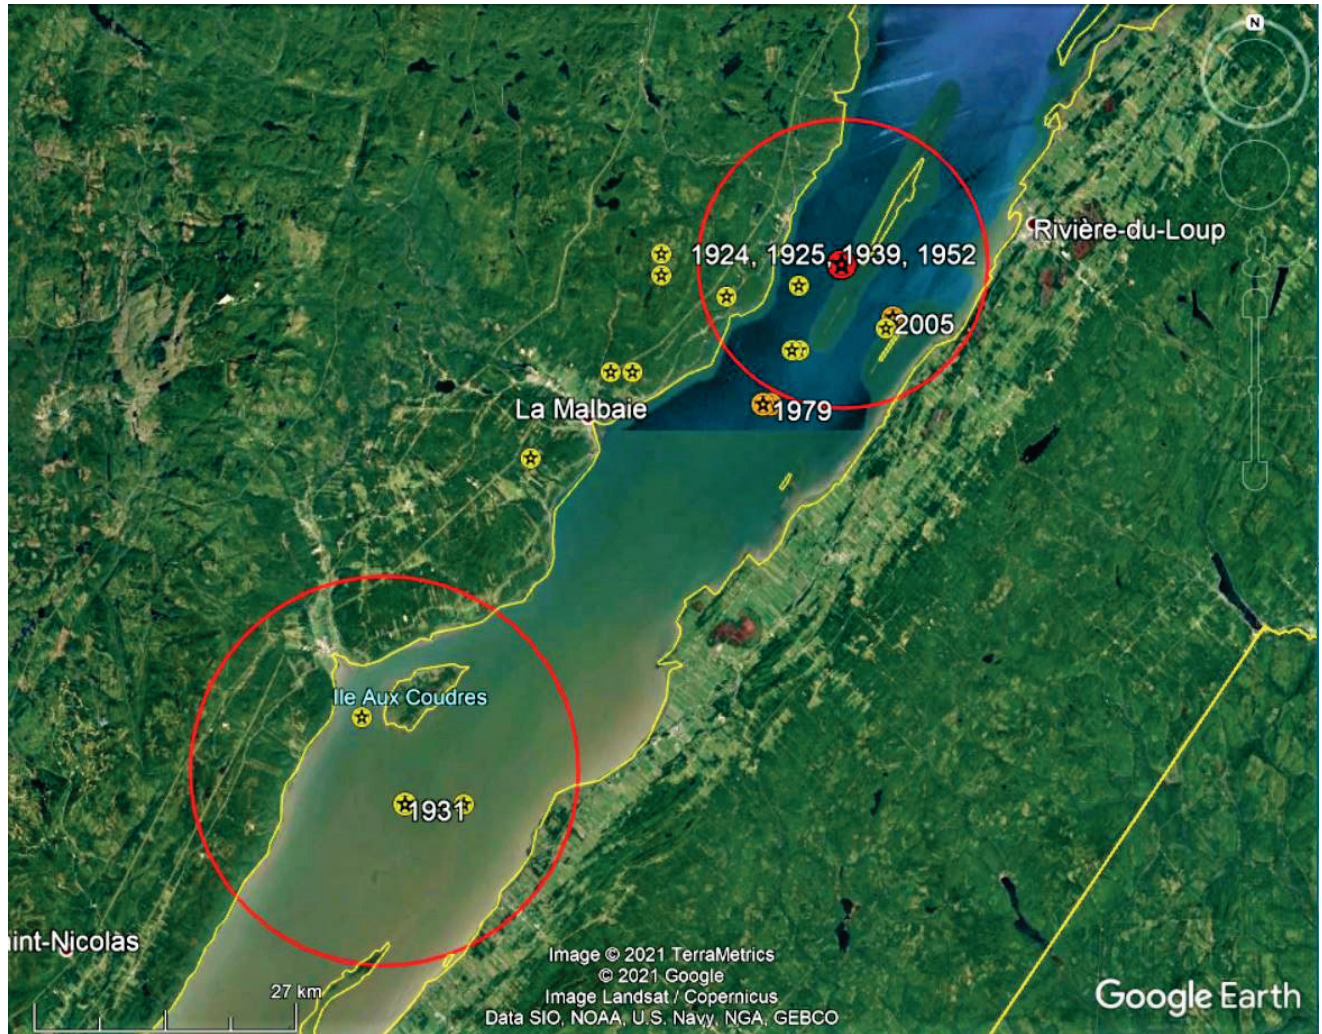 N
Rivière-du-Loup
1924, 1925, 1939, 1952
2005
La Malbaie
1979
Ile Aux Coudres
1931
int-Nicolas
27 km
Image © 2021 TerraMetrics
© 2021 Google
Image Landsat / Copernicus
Data SIO, NOAA, U.S. Navy, NGA, GEBCO
Google Earth